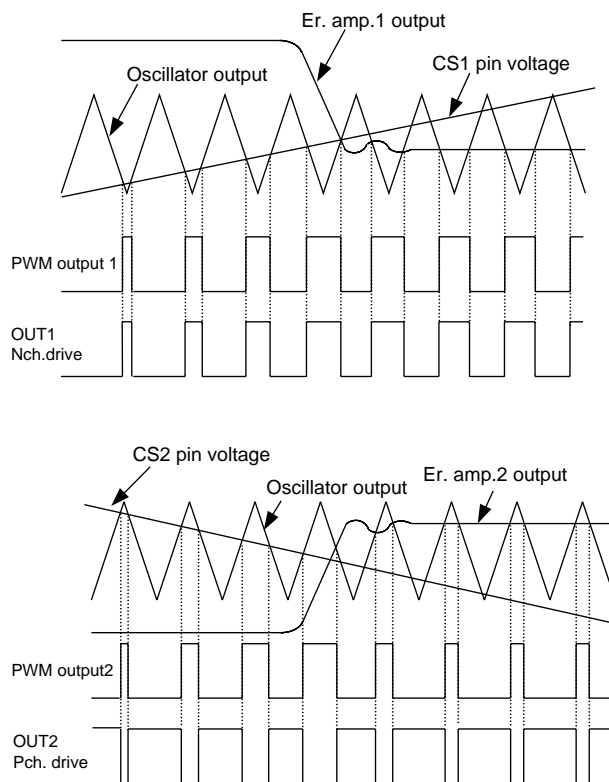 Er. amp.1 output
CS1 pin voltage
Oscillator output
PWM output 1
OUT1
Nch.drive
CS2 pin voltage
Er. amp.2 output
Oscillator output
PWM output2
OUT2
Pch. drive